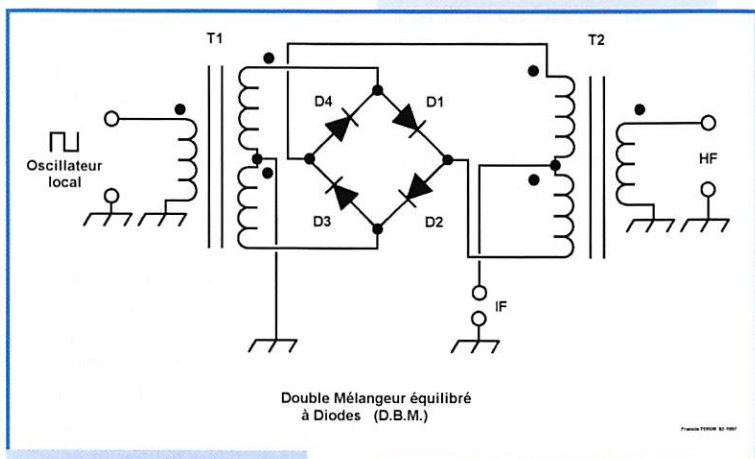 T1
T2
D4
D1
Oscillateur
local
HF
D3
D2
IF
Double Mélangeur équilibré
à Diodes (D.B.M.)